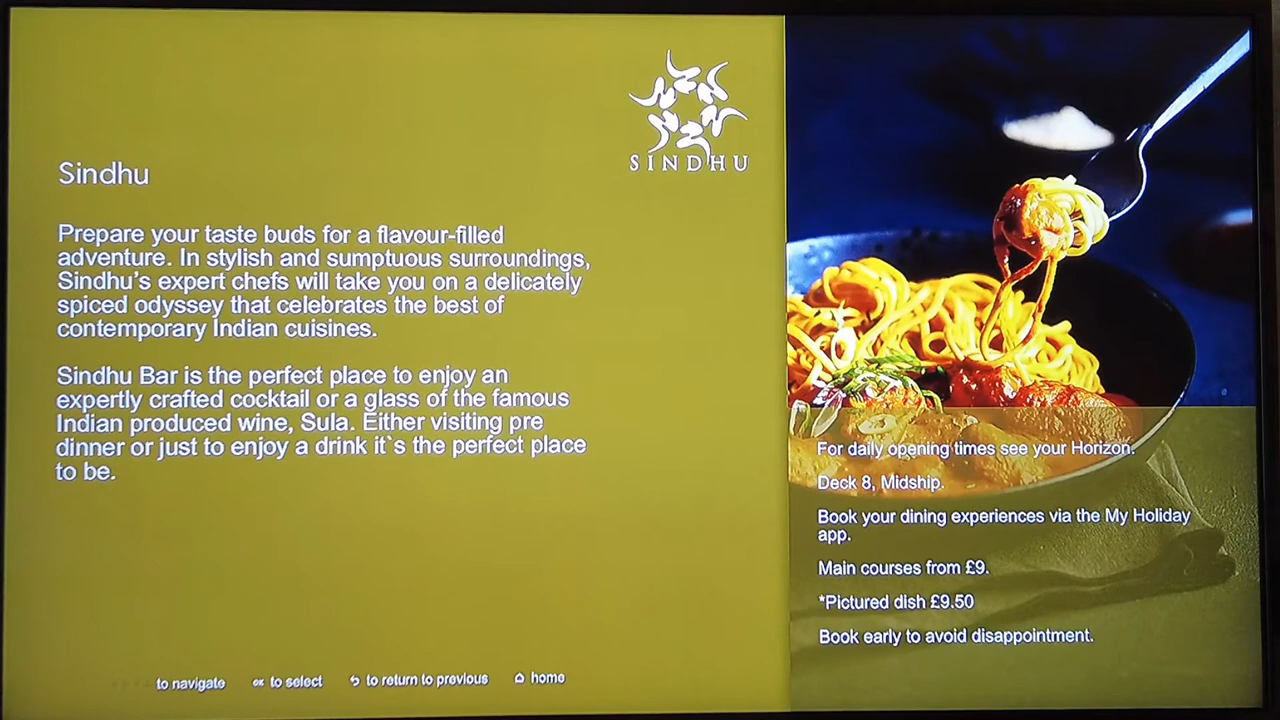 SINDHU
Sindhu
Prepare your taste buds for a flavour-filled
adventure. In stylish and sumptuous surroundings,
Sindhu's expert chefs will take you on a delicately
spiced odyssey that celebrates the best of
contemporary Indian cuisines.
Sindhu Bar is the perfect place to enjoy an
expertly crafted cocktail or a glass of the famous
Indian produced wine, Sula. Either visiting pre
dinner or just to enjoy a drink it`s the perfect place
to be.
For daily opening times see your Horizon.
Deck 8, Midship.
Book your dining experiences via the My Holiday
app.
Main courses from £9.
*Pictured dish £9.50
Book early to avoid disappointment.
to navigate OK to select to return to previous home